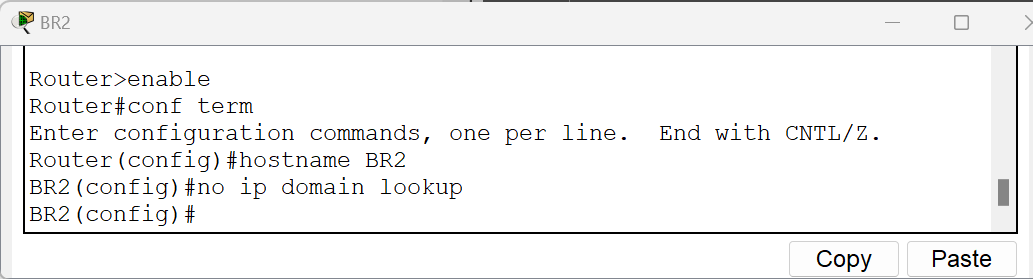 BR2
Router>enable
Router#conf term
Enter configuration commands, one per line.  End with CNTL/Z.
Router(config)#hostname BR2
BR2(config)#no ip domain lookup
BR2(config)#
Copy Paste